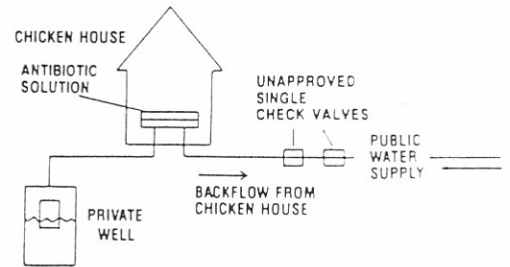 CHICKEN HOUSE
ANTIBIOTIC
SOLUTION
UNAPPROVED
SINGLE
CHECK VALVES
PUBLIC
WATER
SUPPLY
BACKFLOW FROM
CHICKEN HOUSE
PRIVATE
WELL